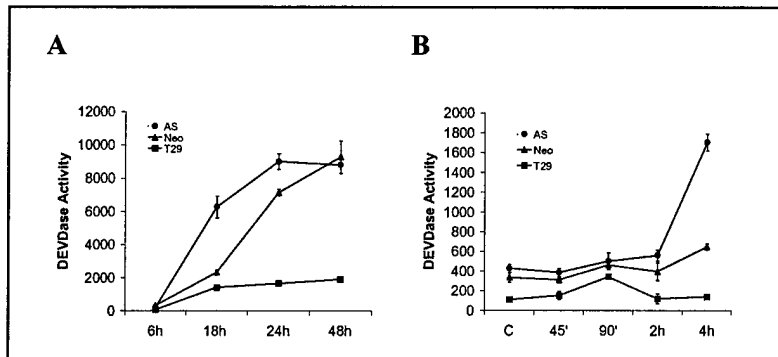 A
DEVDase Activity
12000
10000
8000
6000
4000
2000
0
AS
Neo
T29
6h 18h 24h 48h
B
DEVDase Activity
2000
1800
1600
1400
1200
1000
800
600
400
200
0
AS
Neo
T29
C 45' 90' 2h 4h